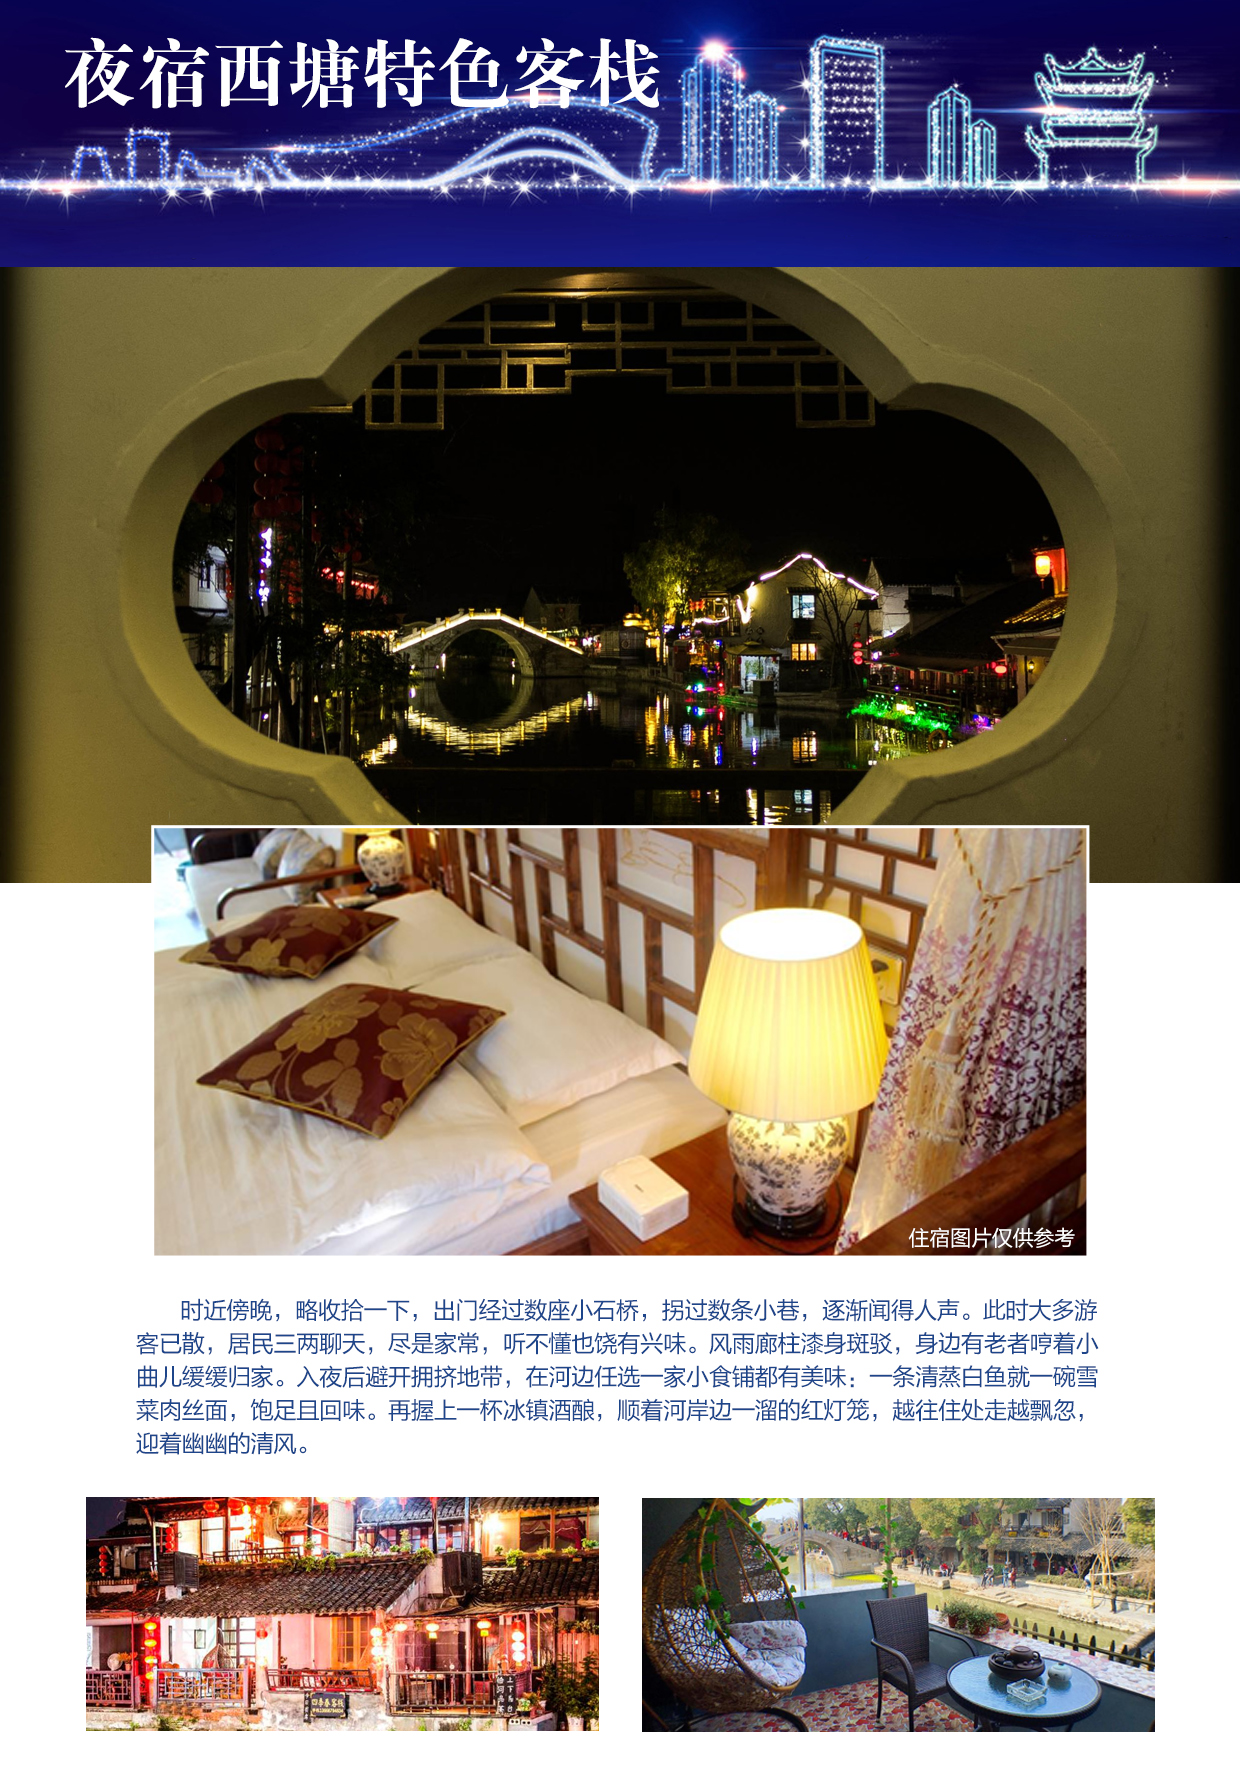 夜宿西塘特色客栈
住宿图片仅供参考
时近傍晚，略收拾一下，出门经过数座小石桥，拐过数条小巷，逐渐闻得人声。此时大多游
客已散，居民三两聊天，尽是家常，听不懂也饶有兴味。风雨廊柱漆身斑驳，身边有老者哼着小
曲儿缓缓归家。入夜后避开拥挤地带，在河边任选一家小食铺都有美味：一条清蒸白鱼就一碗雪
菜肉丝面，饱足且回味。再握上一杯冰镇酒酿，顺着河岸边一溜的红灯笼，越往住处走越飘忽，
迎着幽幽的清风。
四季春客栈